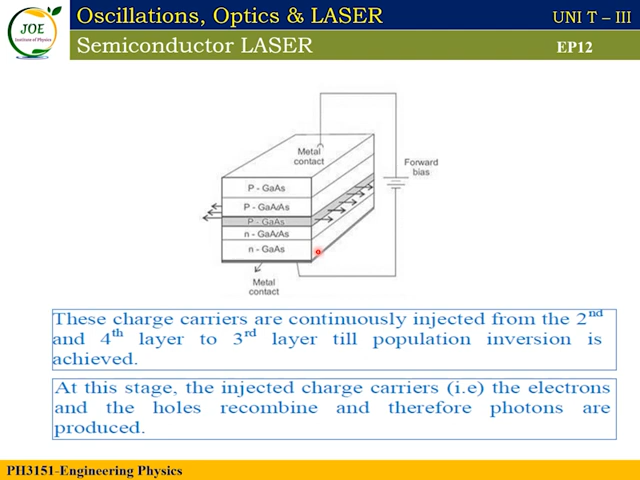 JOE
Institute of Physics
Oscillations, Optics & LASER
UNI T – III
Semiconductor LASER
EP12
Metal
contact
Forward
bias
P - GaAs
P - GaAlAs
P - GaAs
n - GaAlAs
n - GaAs
Metal
contact
These charge carriers are continuously injected from the 2nd
and 4th layer to 3rd layer till population inversion is
achieved.
At this stage, the injected charge carriers (i.e) the electrons
and the holes recombine and therefore photons are
produced.
PH3151-Engineering Physics